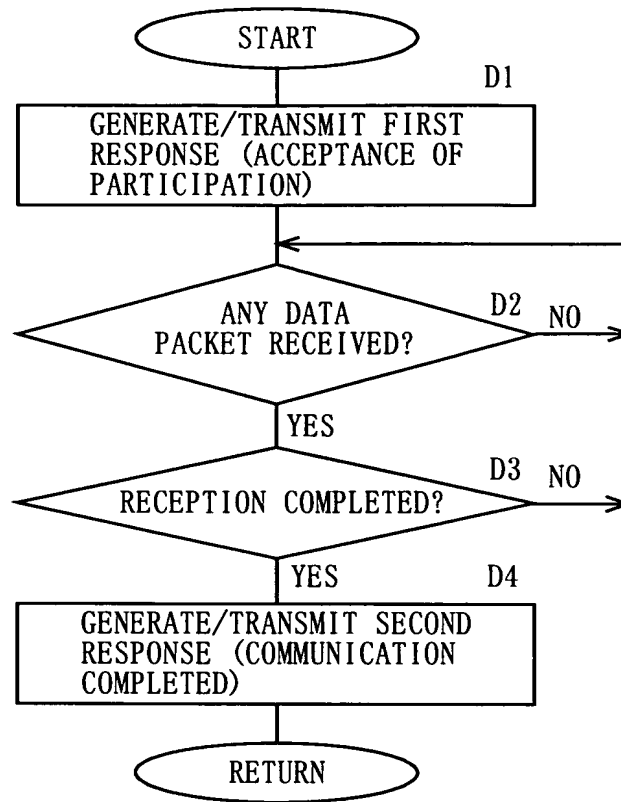 START
D1
GENERATE/TRANSMIT FIRST
RESPONSE (ACCEPTANCE OF
PARTICIPATION)
ANY DATA
PACKET RECEIVED?
D2
NO
YES
RECEPTION COMPLETED?
D3
NO
YES
D4
GENERATE/TRANSMIT SECOND
RESPONSE (COMMUNICATION
COMPLETED)
RETURN